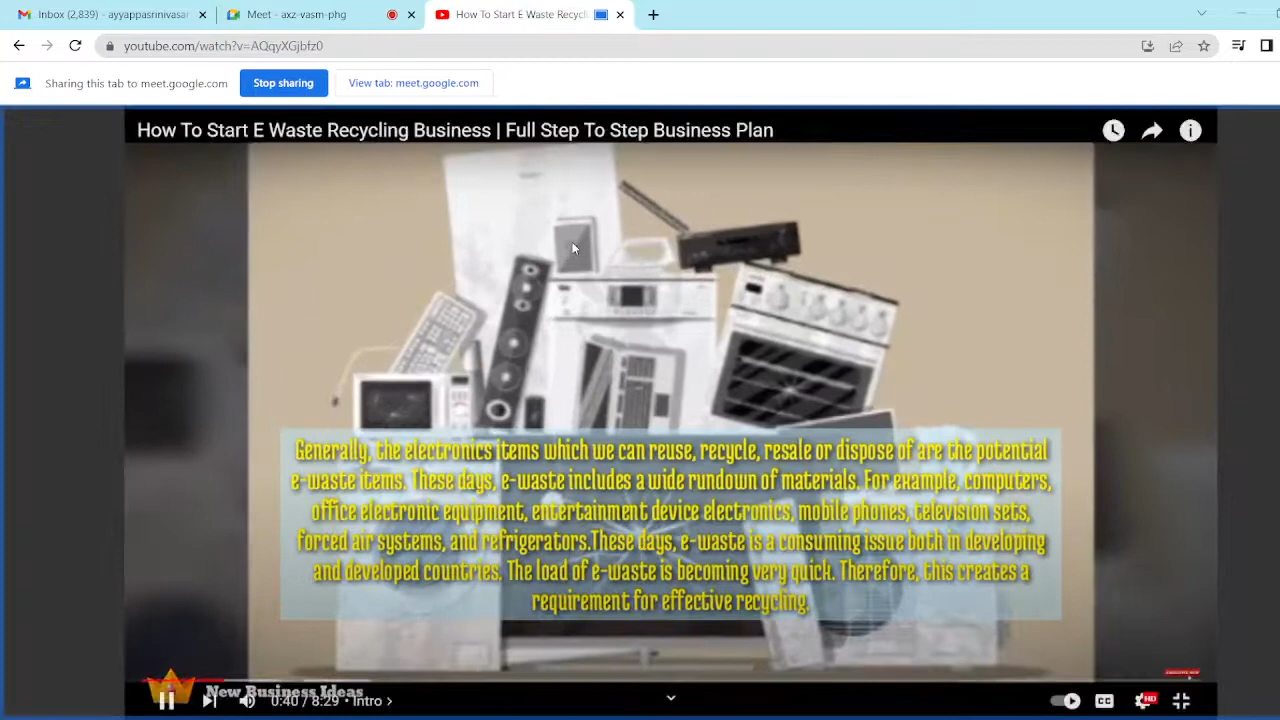 Inbox (2,839) - ayyappasrinivasar
Meet - axz-vasm-phg
How To Start E Waste Recycli
youtube.com/watch?v=AQqyXGjbfz0
Sharing this tab to meet.google.com
Stop sharing
View tab: meet.google.com
How To Start E Waste Recycling Business | Full Step To Step Business Plan
Generally, the electronics items which we can reuse, recycle, resale or dispose of are the potential
e-waste items. These days, e-waste includes a wide rundown of materials. For example, computers,
office electronic equipment, entertainment device electronics, mobile phones, television sets,
forced air systems, and refrigerators.These days, e-waste is a consuming issue both in developing
and developed countries. The load of e-waste is becoming very quick. Therefore, this creates a
requirement for effective recycling.
New Business Ideas
0:40 / 8:29 • Intro
CC
HD